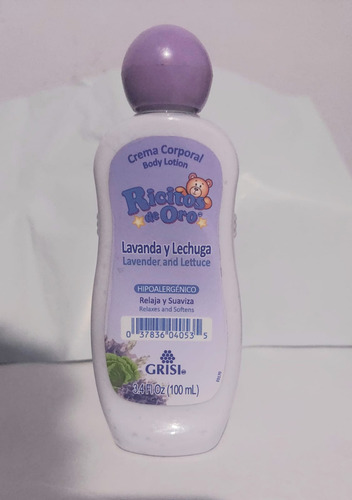 Crema Corporal
Body Lotion
Ricitos
de Oro®
Lavanda y Lechuga
Lavender and Lettuce
HIPOALERGÉNICO
Relaja y Suaviza
Relaxes and Softens
0 37836 04053 5
GRISI
3.4 Fl Oz (100 mL)